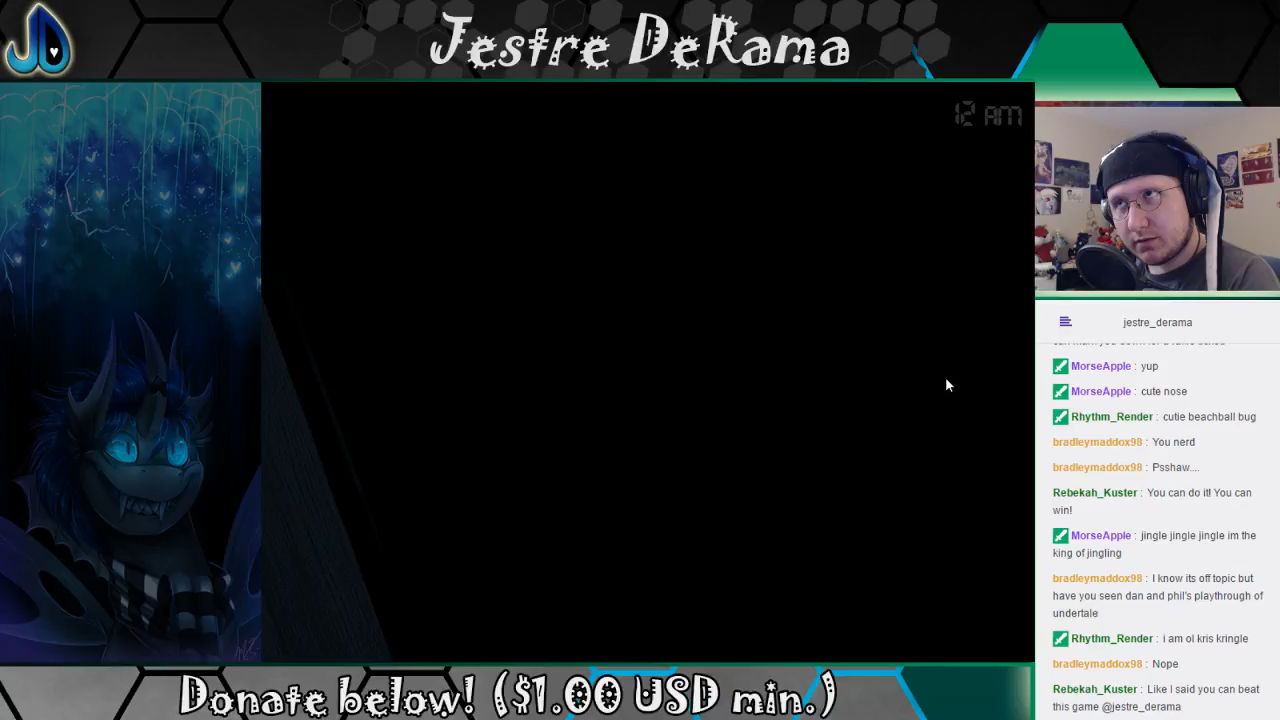 JD
Jestre DeRama
12 AM
jestre_derama
MorseApple : yup
MorseApple : cute nose
Rhythm_Render : cutie beachball bug
bradleymaddox98 : You nerd
bradleymaddox98 : Psshaw....
Rebekah_Kuster : You can do it! You can
win!
MorseApple : jingle jingle jingle im the
king of jingling
bradleymaddox98 : I know its off topic but
have you seen dan and phil's playthrough of
undertale
Rhythm_Render : i am ol kris kringle
bradleymaddox98 : Nope
Rebekah_Kuster : Like I said you can beat
this game @jestre_derama
Donate below! ($1.00 USD min.)